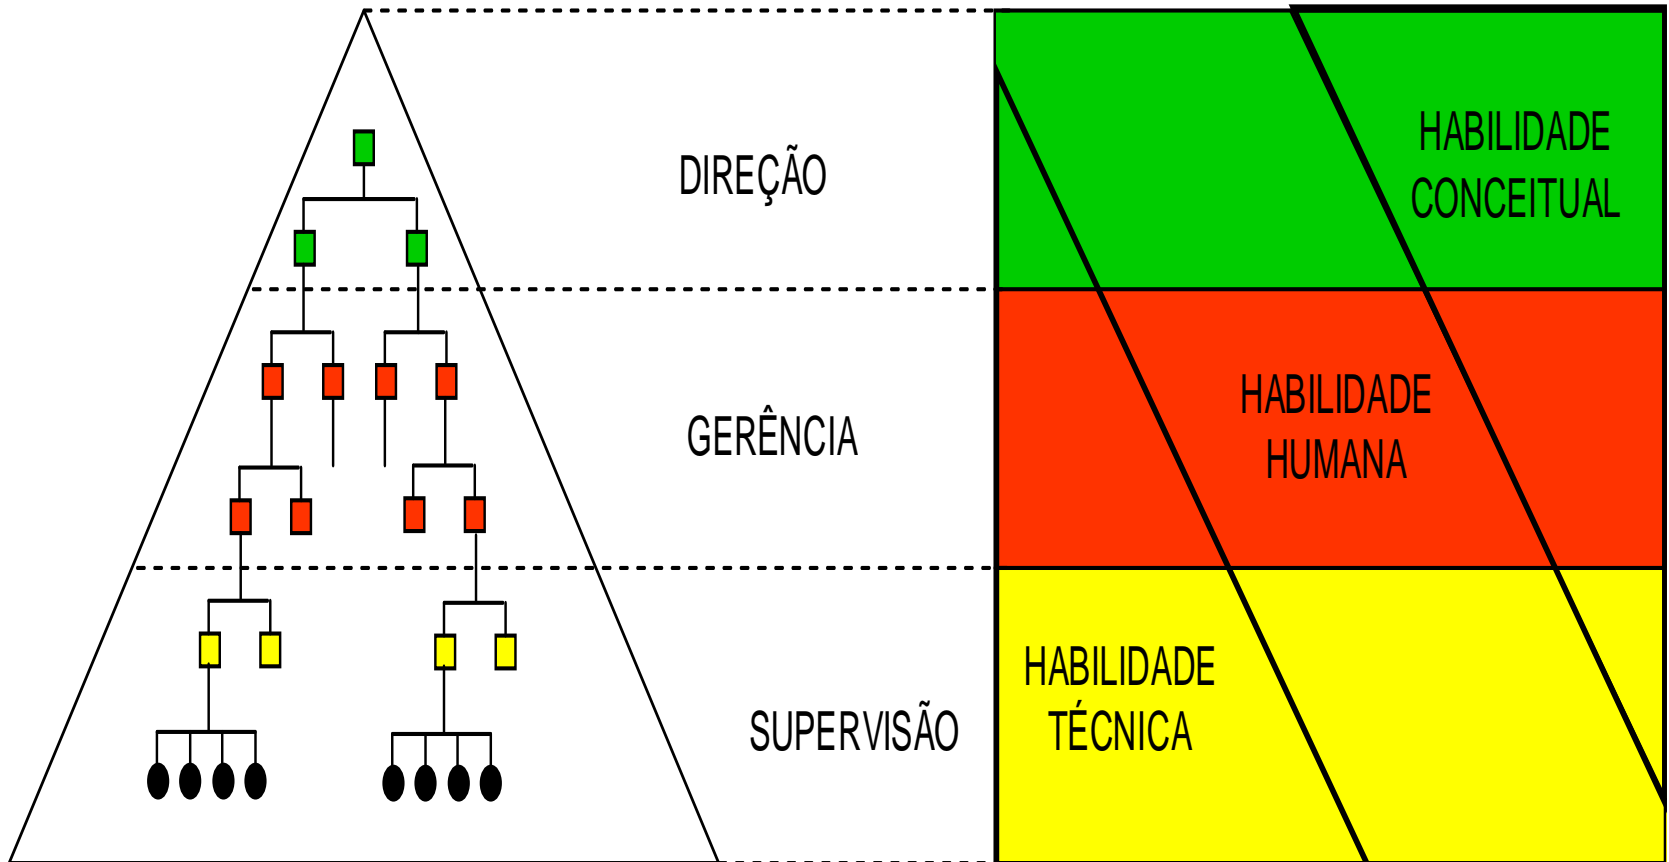 DIREÇÃO
HABILIDADE
CONCEITUAL
GERÊNCIA
HABILIDADE
HUMANA
SUPERVISÃO
HABILIDADE
TÉCNICA